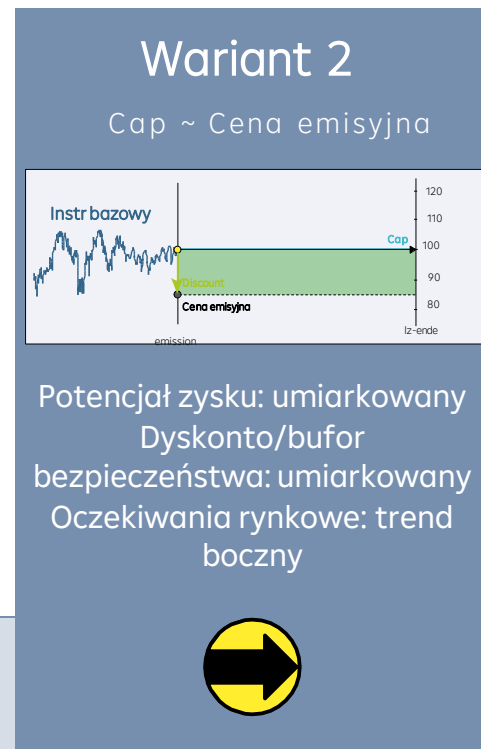 Wariant 2
Cap ~ Cena emisyjna
120
Instr bazowy
110
Cap
100
90
Discount
Cena emisyjna
80
lz-ende
emission
Potencjał zysku: umiarkowany
Dyskonto/bufor
bezpieczeństwa: umiarkowany
Oczekiwania rynkowe: trend
boczny